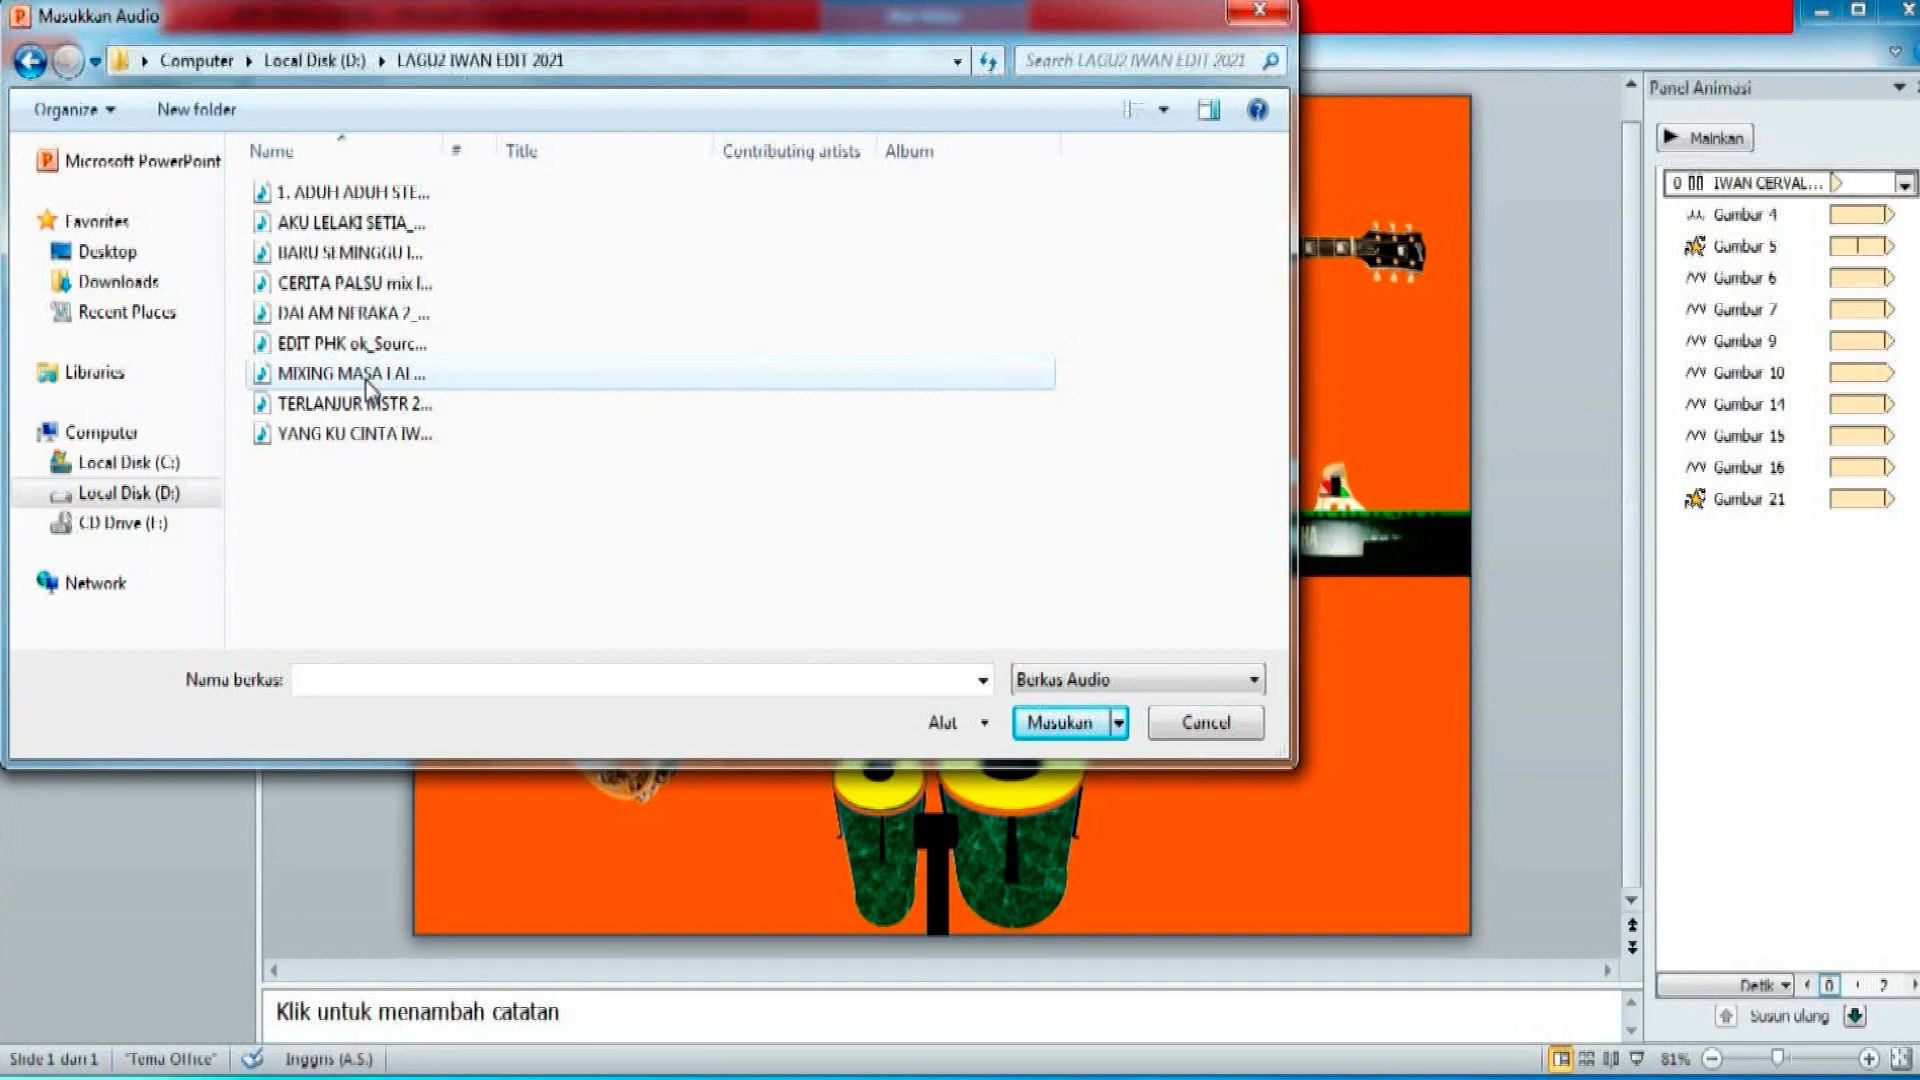 Masukkan Audio
Computer
Local Disk (D:)
LAGU2 IWAN EDIT 2021
Search LAGU2 IWAN EDIT 2021
Organize
New folder
Name
#
Title
Contributing artists
Album
Microsoft PowerPoint
Favorites
Desktop
Downloads
Recent Places
Libraries
Computer
Local Disk (C:)
Local Disk (D:)
CD Drive (F:)
Network
1. ADUH ADUH STE...
AKU LELAKI SETIA_...
BARU SEMINGGU I...
CERITA PALSU mix I...
DALAM NERAKA 2_...
EDIT PHK ok_Sourc...
MIXING MASA LAL...
TERLANJUR MSTR 2...
YANG KU CINTA IW...
Nama berkas:
Berkas Audio
Alat
Masukan
Cancel
Panel Animasi
Mainkan
0 IWAN CERVAL...
Gambar 4
Gambar 5
Gambar 6
Gambar 7
Gambar 9
Gambar 10
Gambar 14
Gambar 15
Gambar 16
Gambar 21
Detik
0
2
Susun ulang
Klik untuk menambah catatan
Slide 1 dari 1
"Tema Office"
Inggris (A.S.)
81%